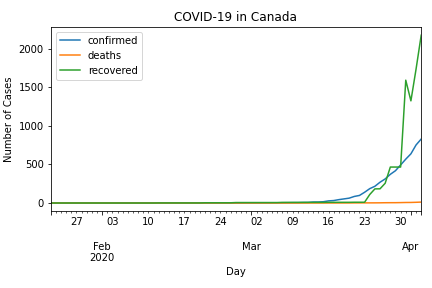 COVID-19 in Canada
confirmed
deaths
recovered
Number of Cases
2000
1500
1000
500
0
27 03 10 17 24 02 09 16 23 30
Feb Mar Apr
2020
Day